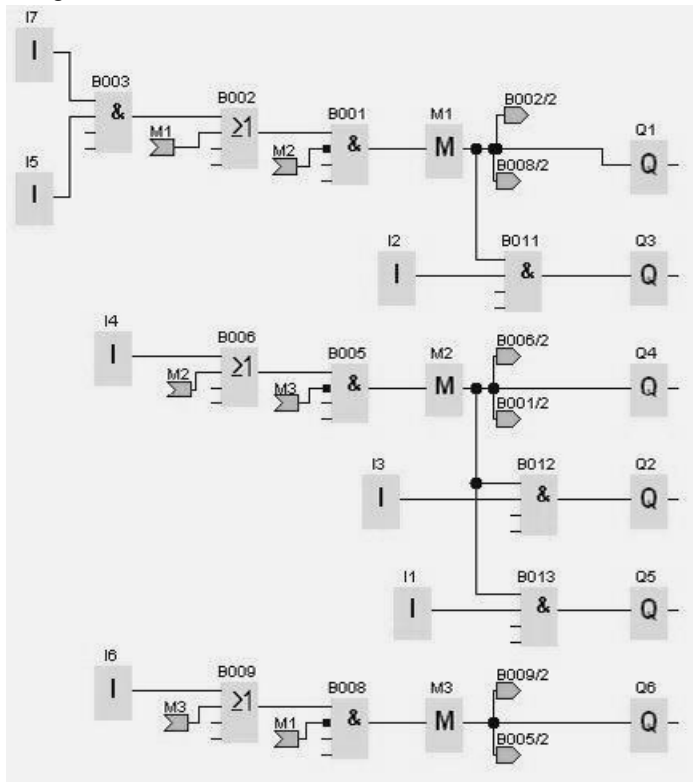 I7
I
B003
&
B002
≥1
M1
B001
&
M2
M1
M
B002/2
B008/2
Q1
Q
I5
I
I2
I
B011
&
Q3
Q
I4
I
B006
≥1
M2
B005
&
M3
M2
M
B006/2
B001/2
Q4
Q
I3
I
B012
&
Q2
Q
I1
I
B013
&
Q5
Q
I6
I
B009
≥1
M3
B008
&
M1
M3
M
B009/2
B005/2
Q6
Q